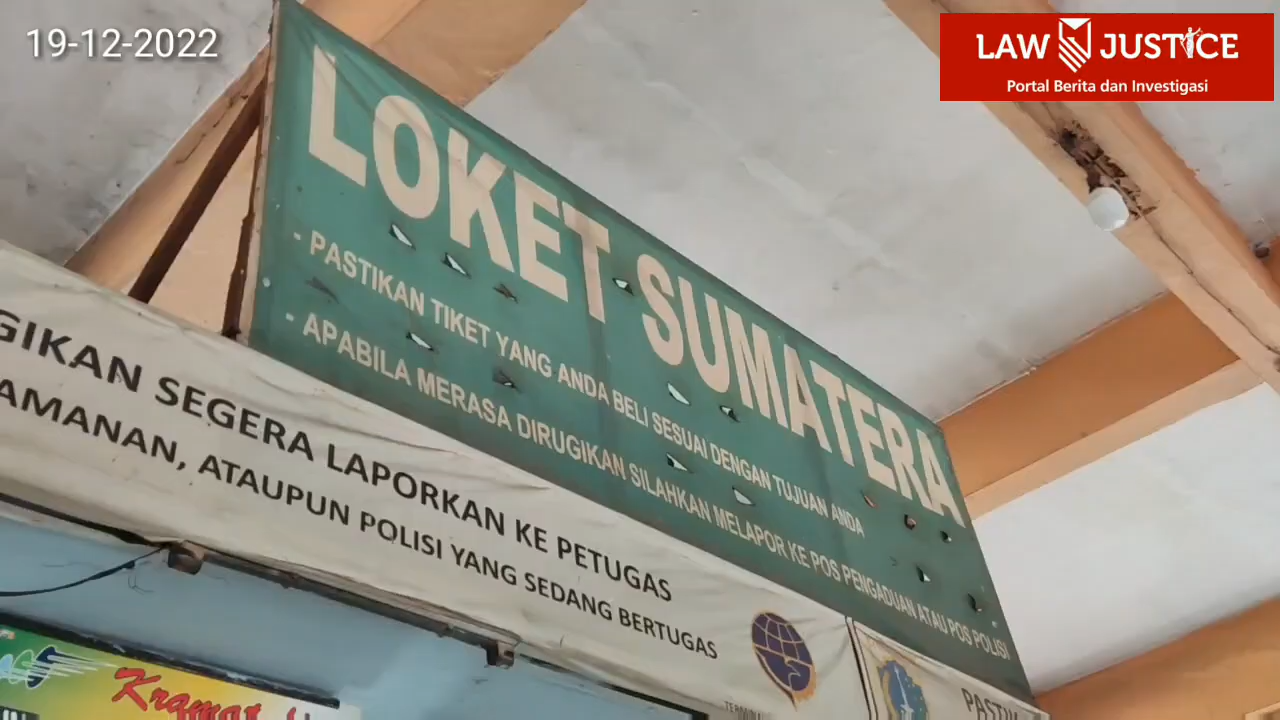 19-12-2022
LAW JUSTICE
Portal Berita dan Investigasi
LOKET SUMATERA
- PASTIKAN TIKET YANG ANDA BELI SESUAI DENGAN TUJUAN ANDA
- APABILA MERASA DIRUGIKAN SILAHKAN MELAPOR KE POS PENGADUAN ATAU POS POLISI
GIKAN SEGERA LAPORKAN KE PETUGAS
AMANAN, ATAUPUN POLISI YANG SEDANG BERTUGAS